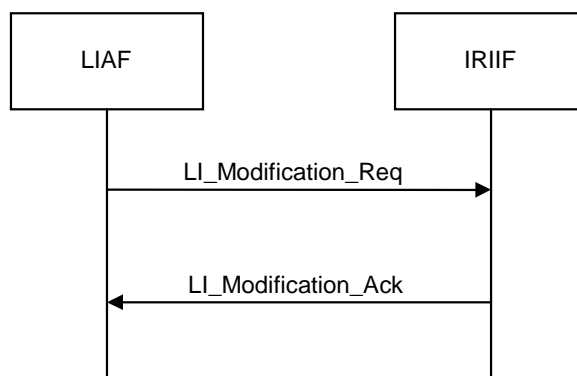 LIAF
IRIIF
LI_Modification_Req
LI_Modification_Ack